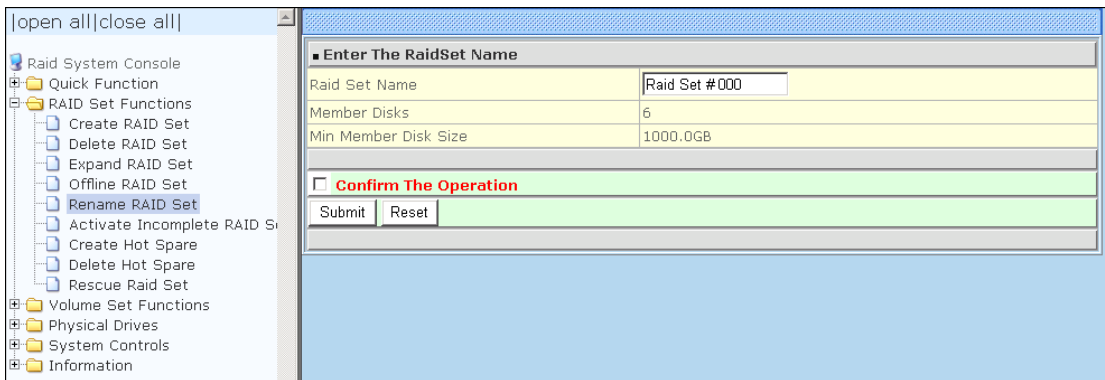 |open all|close all|
Raid System Console
Quick Function
RAID Set Functions
Create RAID Set
Delete RAID Set
Expand RAID Set
Offline RAID Set
Rename RAID Set
Activate Incomplete RAID S
Create Hot Spare
Delete Hot Spare
Rescue Raid Set
Volume Set Functions
Physical Drives
System Controls
Information
Enter The RaidSet Name
Raid Set Name Raid Set #000
Member Disks 6
Min Member Disk Size 1000.0GB
Confirm The Operation
Submit Reset